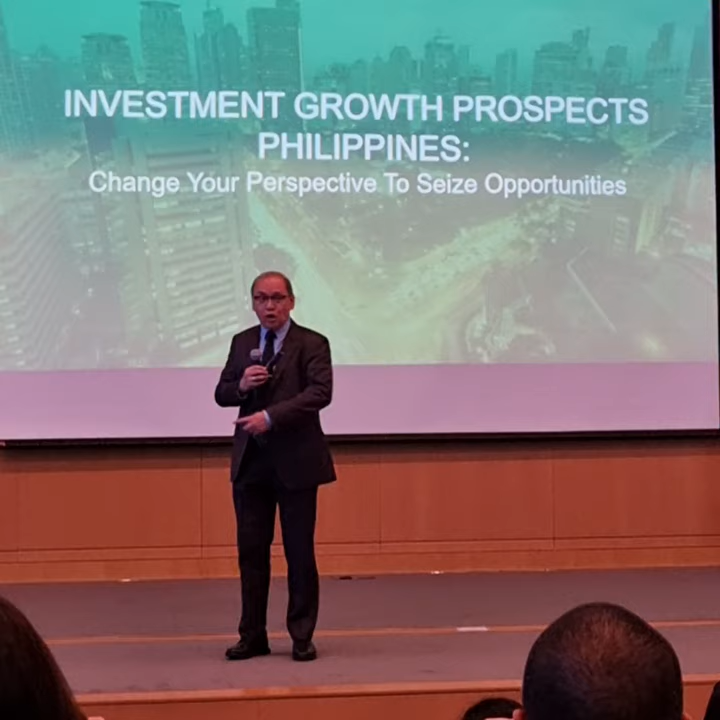 INVESTMENT GROWTH PROSPECTS
PHILIPPINES:
Change Your Perspective To Seize Opportunities